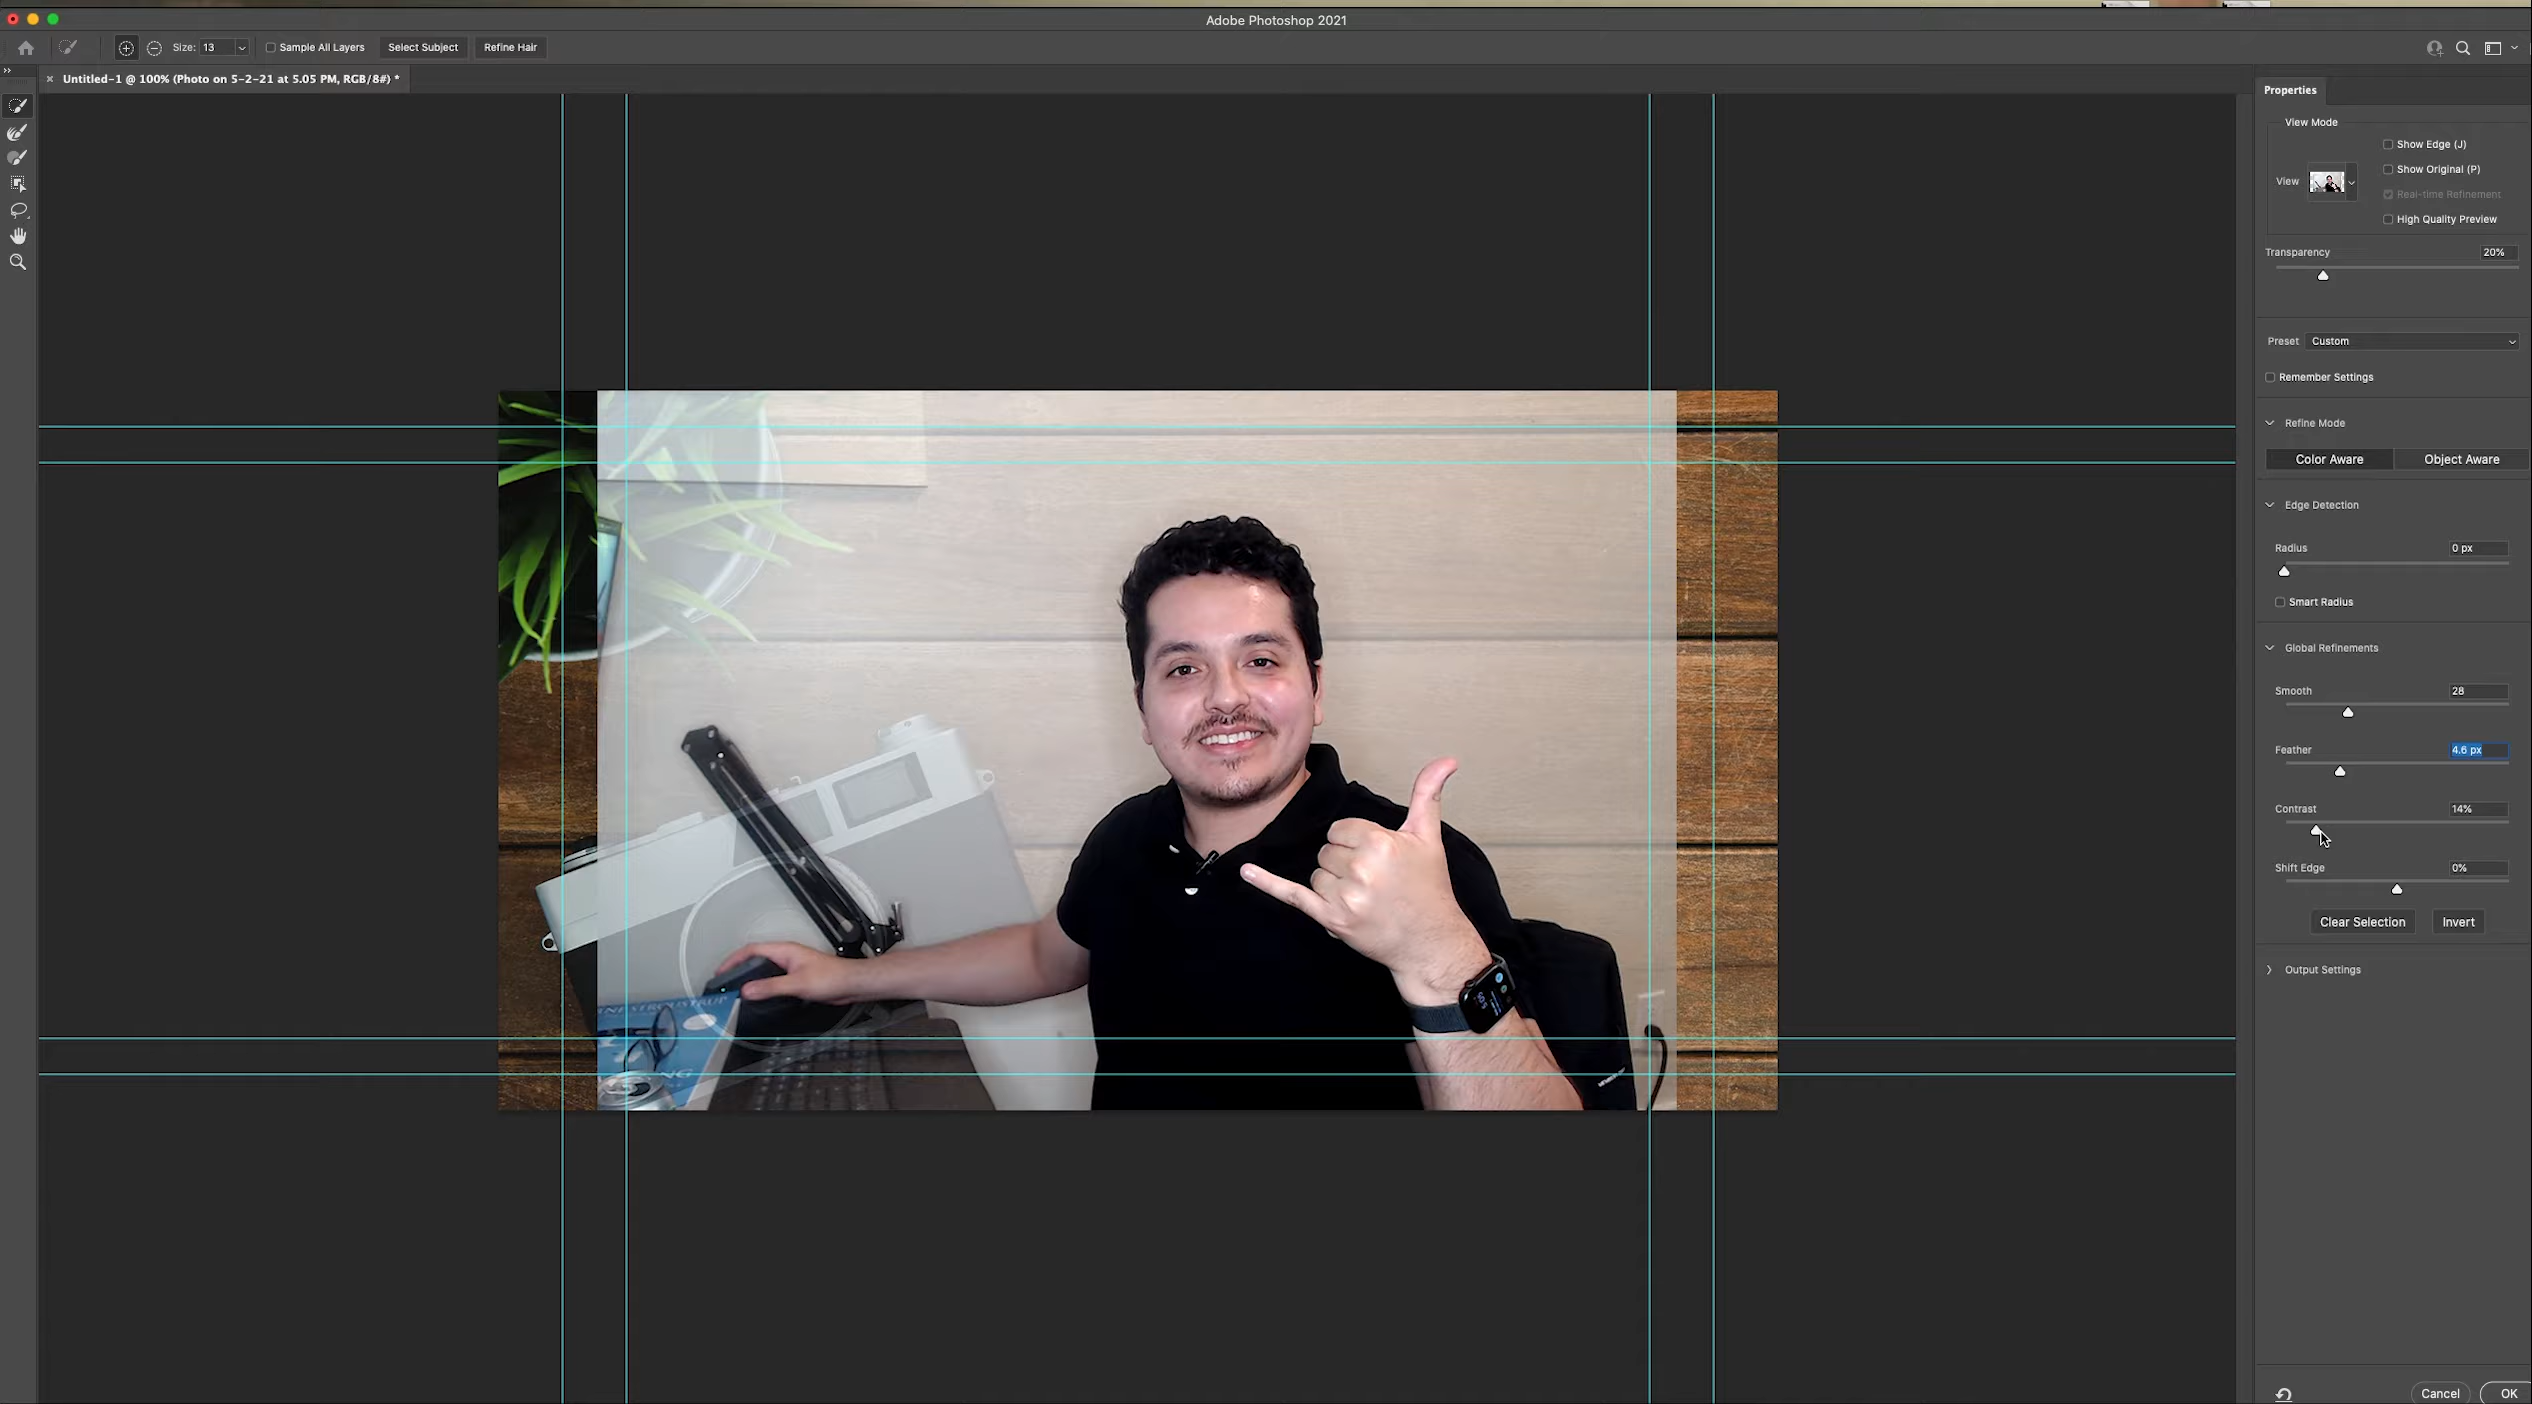 Adobe Photoshop 2021
Size: 13 Sample All Layers Select Subject Refine Hair
Untitled-1 @ 100% (Photo on 5-2-21 at 5.05 PM, RGB/8#) *
Properties
View Mode
Show Edge (J)
Show Original (P)
View
Real-time Refinement
High Quality Preview
Transparency 20%
Preset Custom
Remember Settings
Refine Mode
Color Aware Object Aware
Edge Detection
Radius 0 px
Smart Radius
Global Refinements
Smooth 28
Feather 4.6 px
Contrast 14%
Shift Edge 0%
Clear Selection Invert
Output Settings
Cancel OK